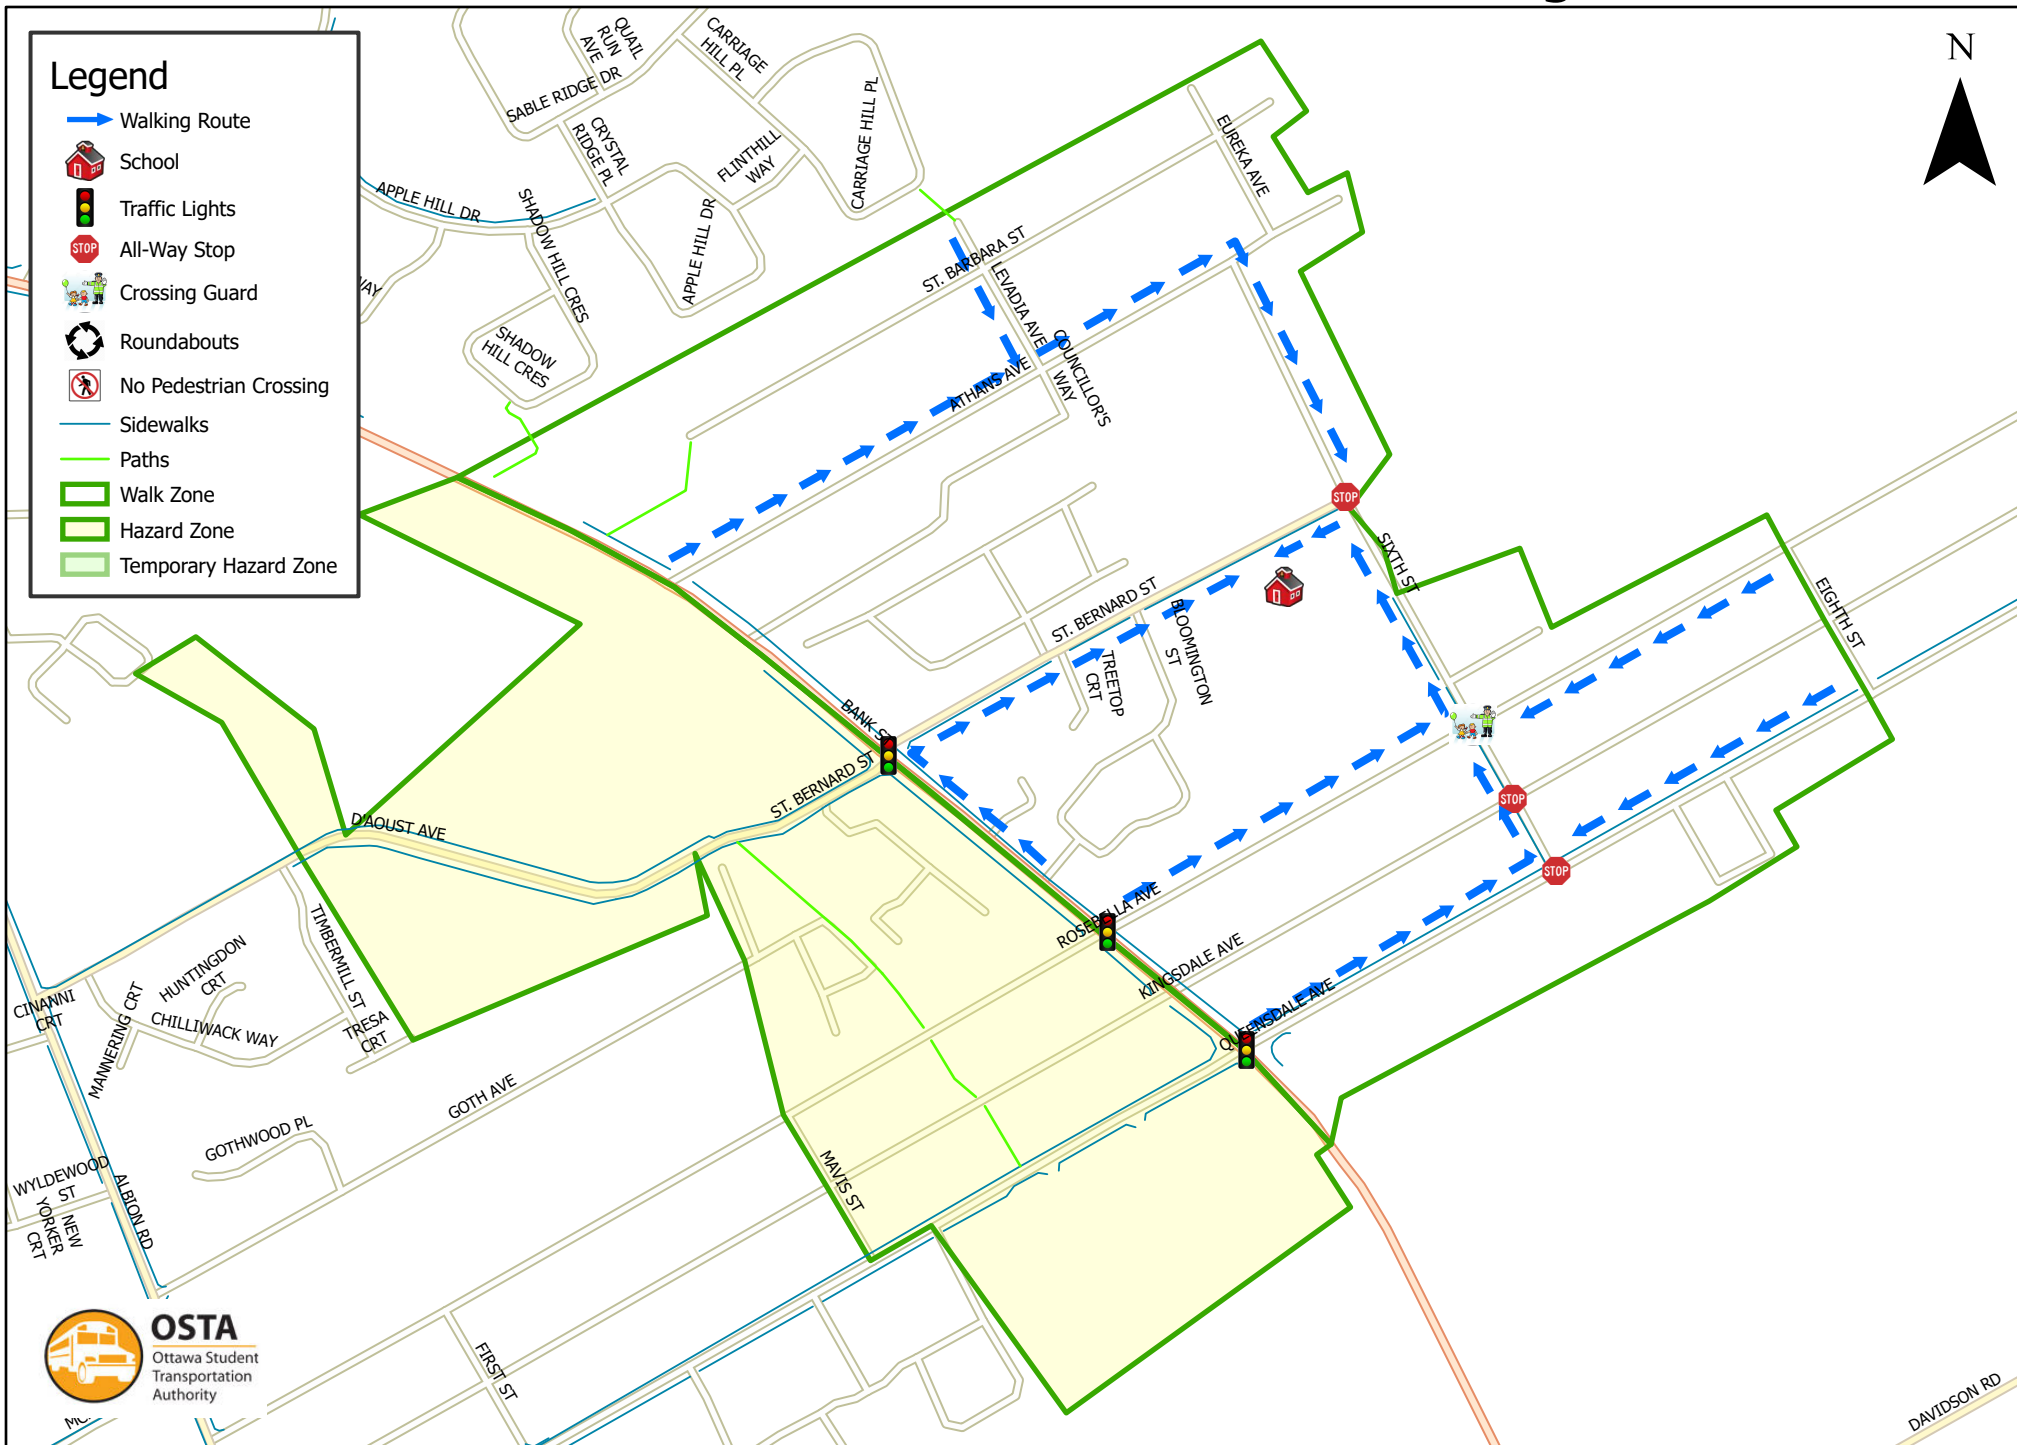 Legend
Walking Route
School
Traffic Lights
STOP
All-Way Stop
Crossing Guard
Roundabouts
No Pedestrian Crossing
Sidewalks
Paths
Walk Zone
Hazard Zone
Temporary Hazard Zone
N
QUAIL
RUN
AVE
CARRIAGE
HILL PL
SABLE RIDGE DR
CRYSTAL
RIDGE PL
FLINTHILL
WAY
CARRIAGE HILL PL
EUREKA AVE
APPLE HILL DR
SHADOW HILL CRES
APPLE HILL DR
ST. BARBARA ST
LEVADIA AVE
WAY
SHADOW
HILL CRES
COUNCILLOR'S
WAY
ATHANS AVE
STOP
SIXTH ST
EIGHTH ST
ST. BERNARD ST
BLOOMINGTON
ST
TREETOP
CRT
BANK ST
ST. BERNARD ST
D'AOUST AVE
STOP
STOP
ROSEBELLA AVE
KINGSDALE AVE
QUEENSDALE AVE
TIMBERMILL ST
HUNTINGDON
CRT
CINANNI
CRT
MANNERING CRT
CHILLIWACK WAY
TRESA
CRT
GOTH AVE
GOTHWOOD PL
MAVIS ST
WYLDEWOOD
ST
NEW
YORKER
CRT
ALBION RD
FIRST ST
DAVIDSON RD
OSTA
Ottawa Student
Transportation
Authority